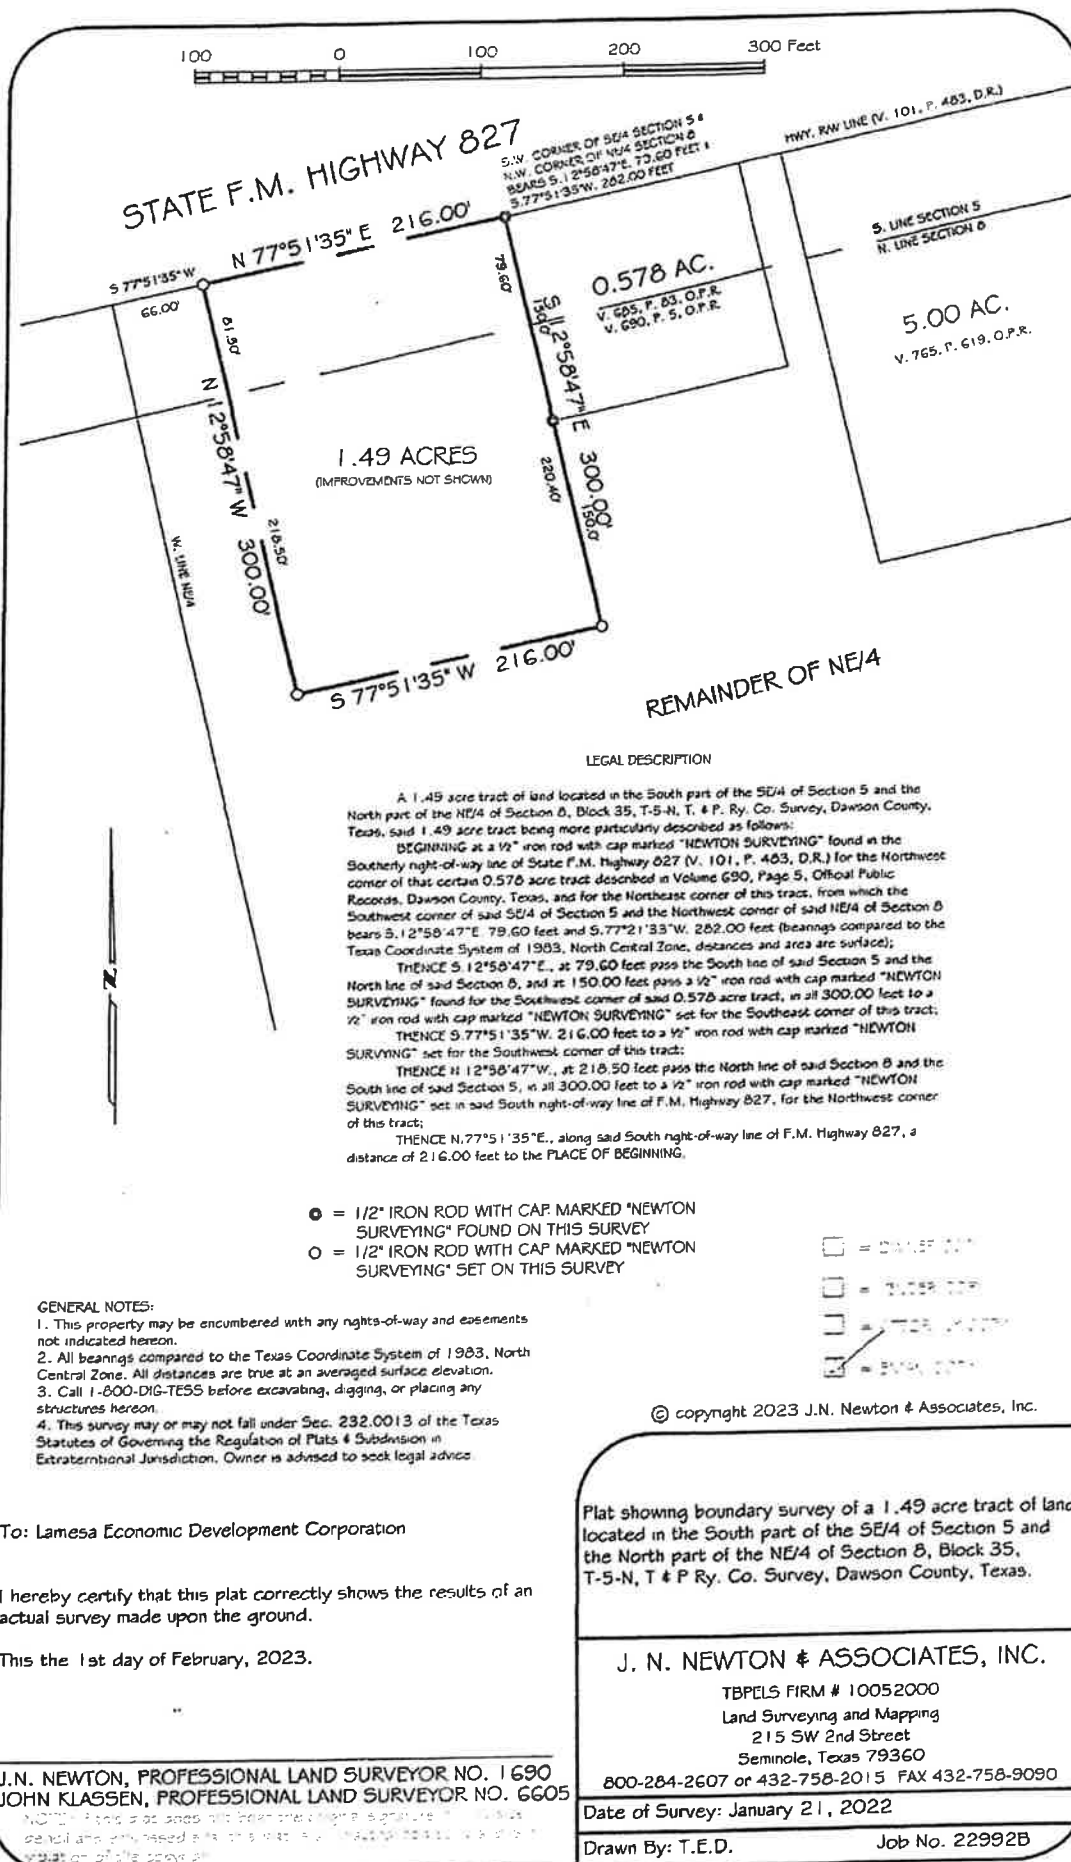 100 0 100 200 300 Feet
STATE F.M. HIGHWAY 827
S.W. CORNER OF SE/4 SECTION 5 &
N.W. CORNER OF NE/4 SECTION 8
BEARS S.12°58'47"E. 79.60 FEET &
S.77°51'35"W. 282.00 FEET
HWY. R/W LINE (V. 101, P. 483, D.R.)
N 77°51'35" E 216.00'
S 77°51'35" W
66.00'
S. LINE SECTION 5
N. LINE SECTION 8
0.578 AC.
V. 685, P. 83, O.P.R.
V. 690, P. 5, O.P.R.
5.00 AC.
V. 765, P. 619, O.P.R.
81.50'
N 12°58'47" W 300.00'
218.50'
79.60'
150.0'
S 12°58'47" E 300.00'
220.40'
150.0'
1.49 ACRES
(IMPROVEMENTS NOT SHOWN)
W. LINE NE/4
S 77°51'35" W 216.00'
REMAINDER OF NE/4
N
LEGAL DESCRIPTION
A 1.49 acre tract of land located in the South part of the SE/4 of Section 5 and the
North part of the NE/4 of Section 8, Block 35, T-5-N, T. & P. Ry. Co. Survey, Dawson County,
Texas, said 1.49 acre tract being more particularly described as follows:
BEGINNING at a 1/2" iron rod with cap marked "NEWTON SURVEYING" found in the
Southerly right-of-way line of State F.M. Highway 827 (V. 101, P. 483, D.R.) for the Northwest
corner of that certain 0.578 acre tract described in Volume 690, Page 5, Official Public
Records, Dawson County, Texas, and for the Northeast corner of this tract, from which the
Southwest corner of said SE/4 of Section 5 and the Northwest corner of said NE/4 of Section 8
bears S.12°58'47"E. 79.60 feet and S.77°21'33"W. 282.00 feet (bearings compared to the
Texas Coordinate System of 1983, North Central Zone, distances and area are surface);
THENCE S.12°58'47"E., at 79.60 feet pass the South line of said Section 5 and the
North line of said Section 8, and at 150.00 feet pass a 1/2" iron rod with cap marked "NEWTON
SURVEYING" found for the Southwest corner of said 0.578 acre tract, in all 300.00 feet to a
1/2" iron rod with cap marked "NEWTON SURVEYING" set for the Southeast corner of this tract;
THENCE S.77°51'35"W. 216.00 feet to a 1/2" iron rod with cap marked "NEWTON
SURVYING" set for the Southwest corner of this tract;
THENCE N 12°58'47"W., at 218.50 feet pass the North line of said Section 8 and the
South line of said Section 5, in all 300.00 feet to a 1/2" iron rod with cap marked "NEWTON
SURVEYING" set in said South right-of-way line of F.M. Highway 827, for the Northwest corner
of this tract;
THENCE N.77°51'35"E., along said South right-of-way line of F.M. Highway 827, a
distance of 216.00 feet to the PLACE OF BEGINNING.
= 1/2" IRON ROD WITH CAP MARKED "NEWTON
SURVEYING" FOUND ON THIS SURVEY
= 1/2" IRON ROD WITH CAP MARKED "NEWTON
SURVEYING" SET ON THIS SURVEY
GENERAL NOTES:
1. This property may be encumbered with any rights-of-way and easements
not indicated hereon.
2. All bearings compared to the Texas Coordinate System of 1983, North
Central Zone. All distances are true at an averaged surface elevation.
3. Call 1-800-DIG-TESS before excavating, digging, or placing any
structures hereon.
4. This survey may or may not fall under Sec. 232.0013 of the Texas
Statutes of Governing the Regulation of Plats & Subdivision in
Extraterritional Jurisdiction. Owner is advised to seek legal advice.
© copyright 2023 J.N. Newton & Associates, Inc.
To: Lamesa Economic Development Corporation
I hereby certify that this plat correctly shows the results of an
actual survey made upon the ground.
This the 1st day of February, 2023.
J.N. NEWTON, PROFESSIONAL LAND SURVEYOR NO. 1690
JOHN KLASSEN, PROFESSIONAL LAND SURVEYOR NO. 6605
Plat showing boundary survey of a 1.49 acre tract of land
located in the South part of the SE/4 of Section 5 and
the North part of the NE/4 of Section 8, Block 35,
T-5-N, T & P Ry. Co. Survey, Dawson County, Texas.
J. N. NEWTON & ASSOCIATES, INC.
TBPELS FIRM # 10052000
Land Surveying and Mapping
215 SW 2nd Street
Seminole, Texas 79360
800-284-2607 or 432-758-2015 FAX 432-758-9090
Date of Survey: January 21, 2022
Drawn By: T.E.D. Job No. 22992B